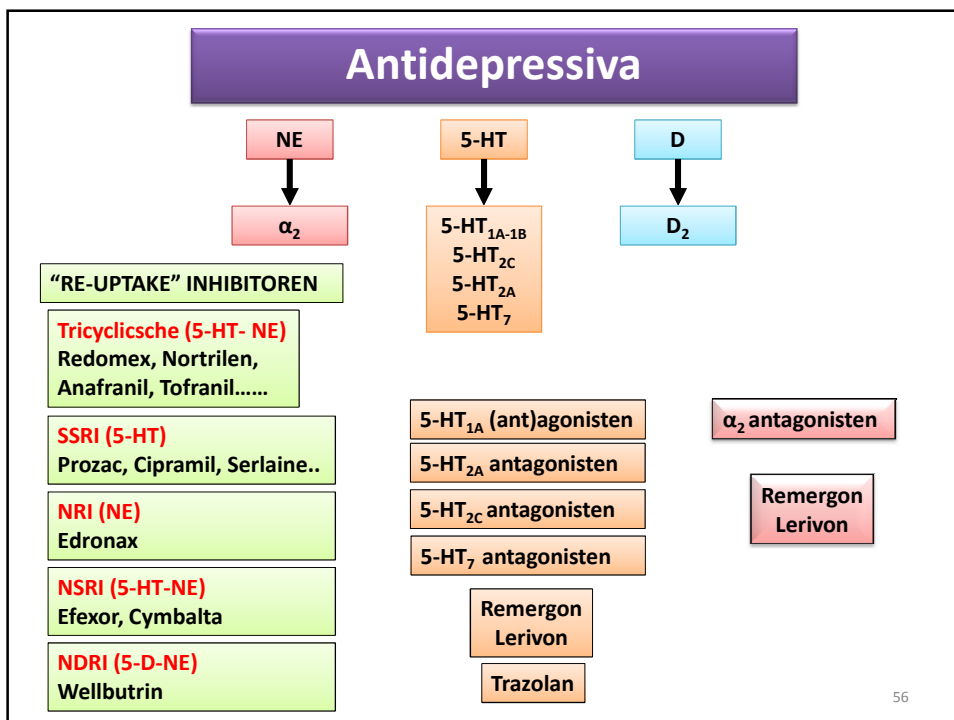 Antidepressiva
NE
5-HT
D
α₂
5-HT₁A-1B
5-HT₂C
5-HT₂A
5-HT₇
D₂
“RE-UPTAKE” INHIBITOREN
Tricyclicsche (5-HT- NE)
Redomex, Nortrilen,
Anafranil, Tofranil......
SSRI (5-HT)
Prozac, Cipramil, Serlaine..
NRI (NE)
Edronax
NSRI (5-HT-NE)
Efexor, Cymbalta
NDRI (5-D-NE)
Wellbutrin
5-HT₁A (ant)agonisten
5-HT₂A antagonisten
5-HT₂C antagonisten
5-HT₇ antagonisten
Remergon
Lerivon
Trazolan
α₂ antagonisten
Remergon
Lerivon
56